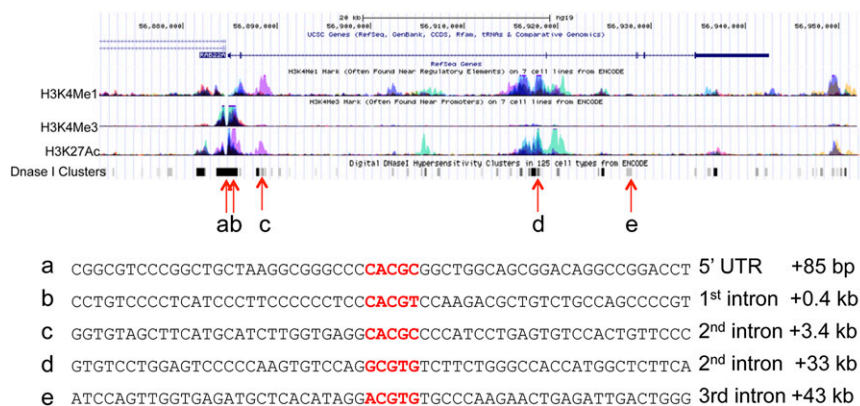 20 kb hg19
56,880,000 56,890,000 56,900,000 56,910,000 56,920,000 56,930,000 56,940,000 56,950,000
UCSC Genes (RefSeq, GenBank, CCDS, Rfam, tRNAs & Comparative Genomics)
RAB22A
RefSeq Genes
H3K4Me1 Mark (Often Found Near Regulatory Elements) on 7 cell lines from ENCODE
H3K4Me1
H3K4Me3 Mark (Often Found Near Promoters) on 7 cell lines from ENCODE
H3K4Me3
H3K27Ac
Digital DNaseI Hypersensitivity Clusters in 125 cell types from ENCODE
Dnase I Clusters
a b c d e
a CGGCGTCCCGGCTGCTAAGGCGGGCCCCACGCGGCTGGCAGCGGACAGGCCGGACCT 5' UTR +85 bp
b CCTGTCCCCTCATCCCTTCCCCCCTCCCACGTCCAAGACGCTGTCTGCCAGCCCCGT 1st intron +0.4 kb
c GGTGTAGCTTCATGCATCTTGGTGAGGCACGCCCCATCCTGAGTGTCCACTGTTCCC 2nd intron +3.4 kb
d GTGTCCTGGAGTCCCCCAAGTGTCCAGGCGTGTCTTCTGGGCCACCATGGCTCTTCA 2nd intron +33 kb
e ATCCAGTTGGTGAGATGCTCACATAGGACGTGTGCCCAAGAACTGAGATTGACTGGG 3rd intron +43 kb